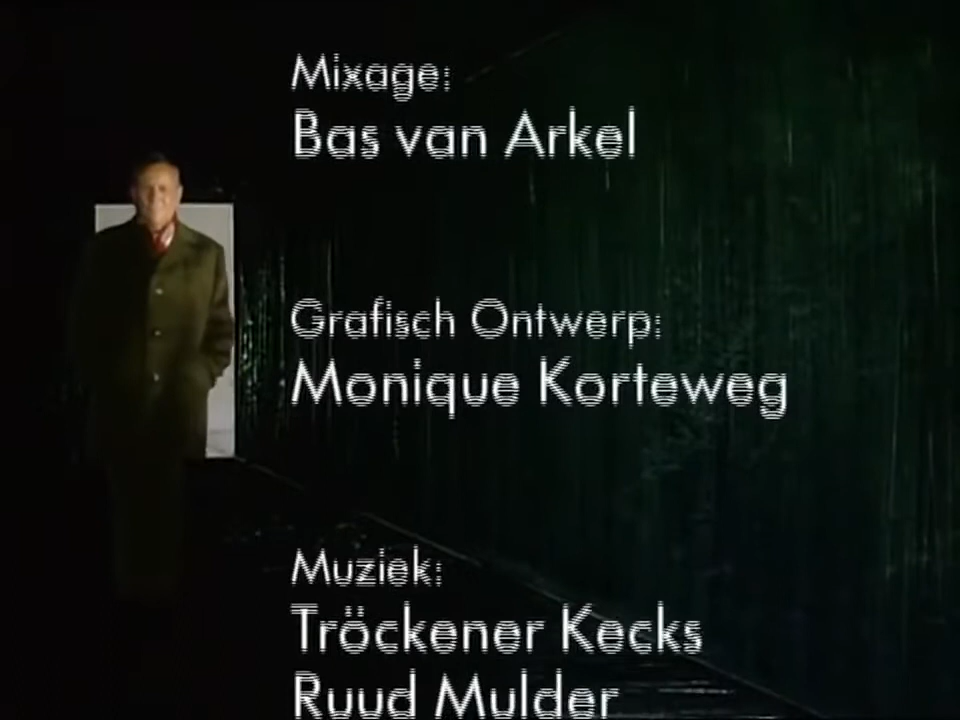 Mixage:
Bas van Arkel
Grafisch Ontwerp:
Monique Korteweg
Muziek:
Tröckener Kecks
Ruud Mulder